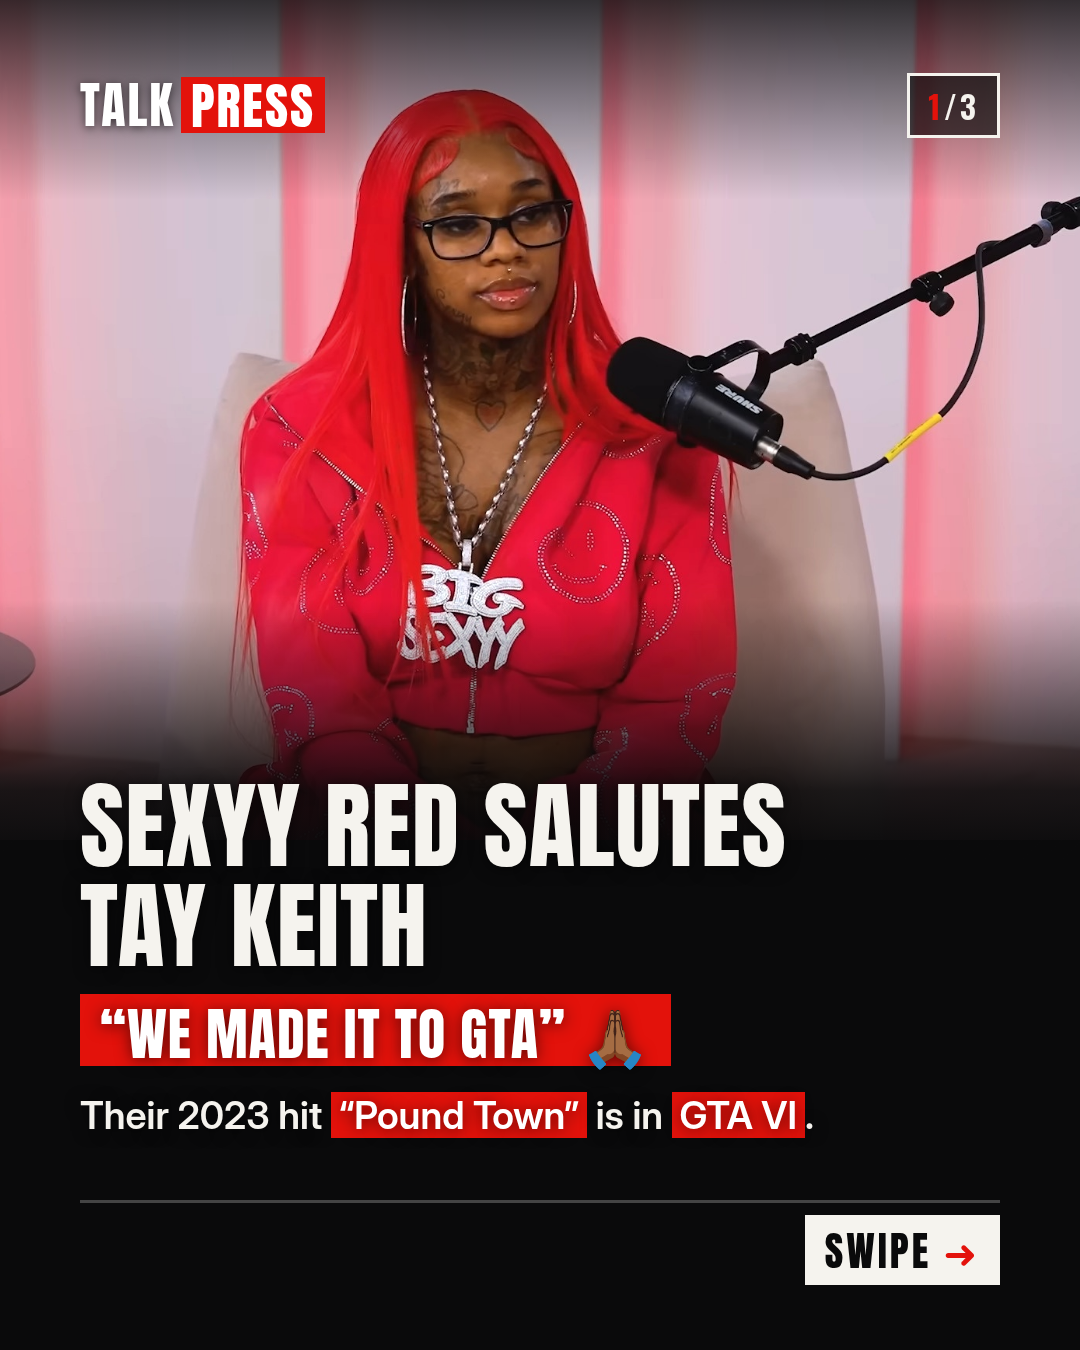 TALK PRESS
1/3
SHURE
BIG
SEXYY
SEXYY RED SALUTES
TAY KEITH
“WE MADE IT TO GTA” 🙏🏾
Their 2023 hit “Pound Town” is in GTA VI.
SWIPE →